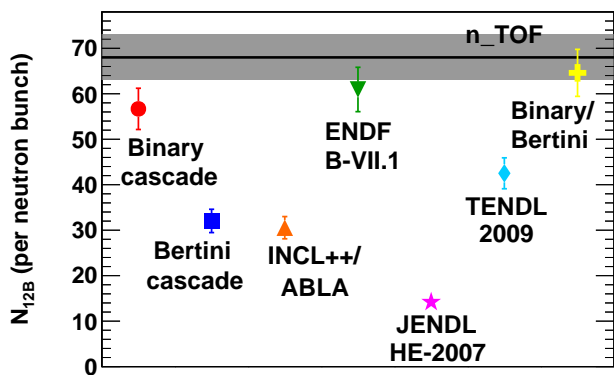 N12B (per neutron bunch)
70
60
50
40
30
20
10
0
n_TOF
Binary
cascade
Bertini
cascade
INCL++/
ABLA
ENDF
B-VII.1
JENDL
HE-2007
TENDL
2009
Binary/
Bertini